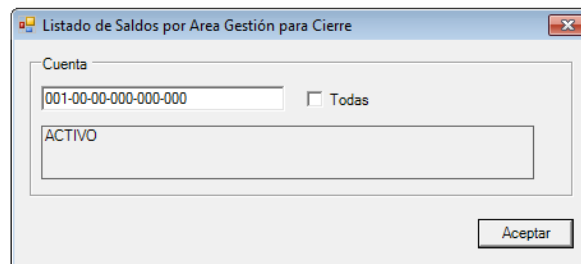 Listado de Saldos por Area Gestión para Cierre
Cuenta
001-00-00-000-000-000
Todas
ACTIVO
Aceptar